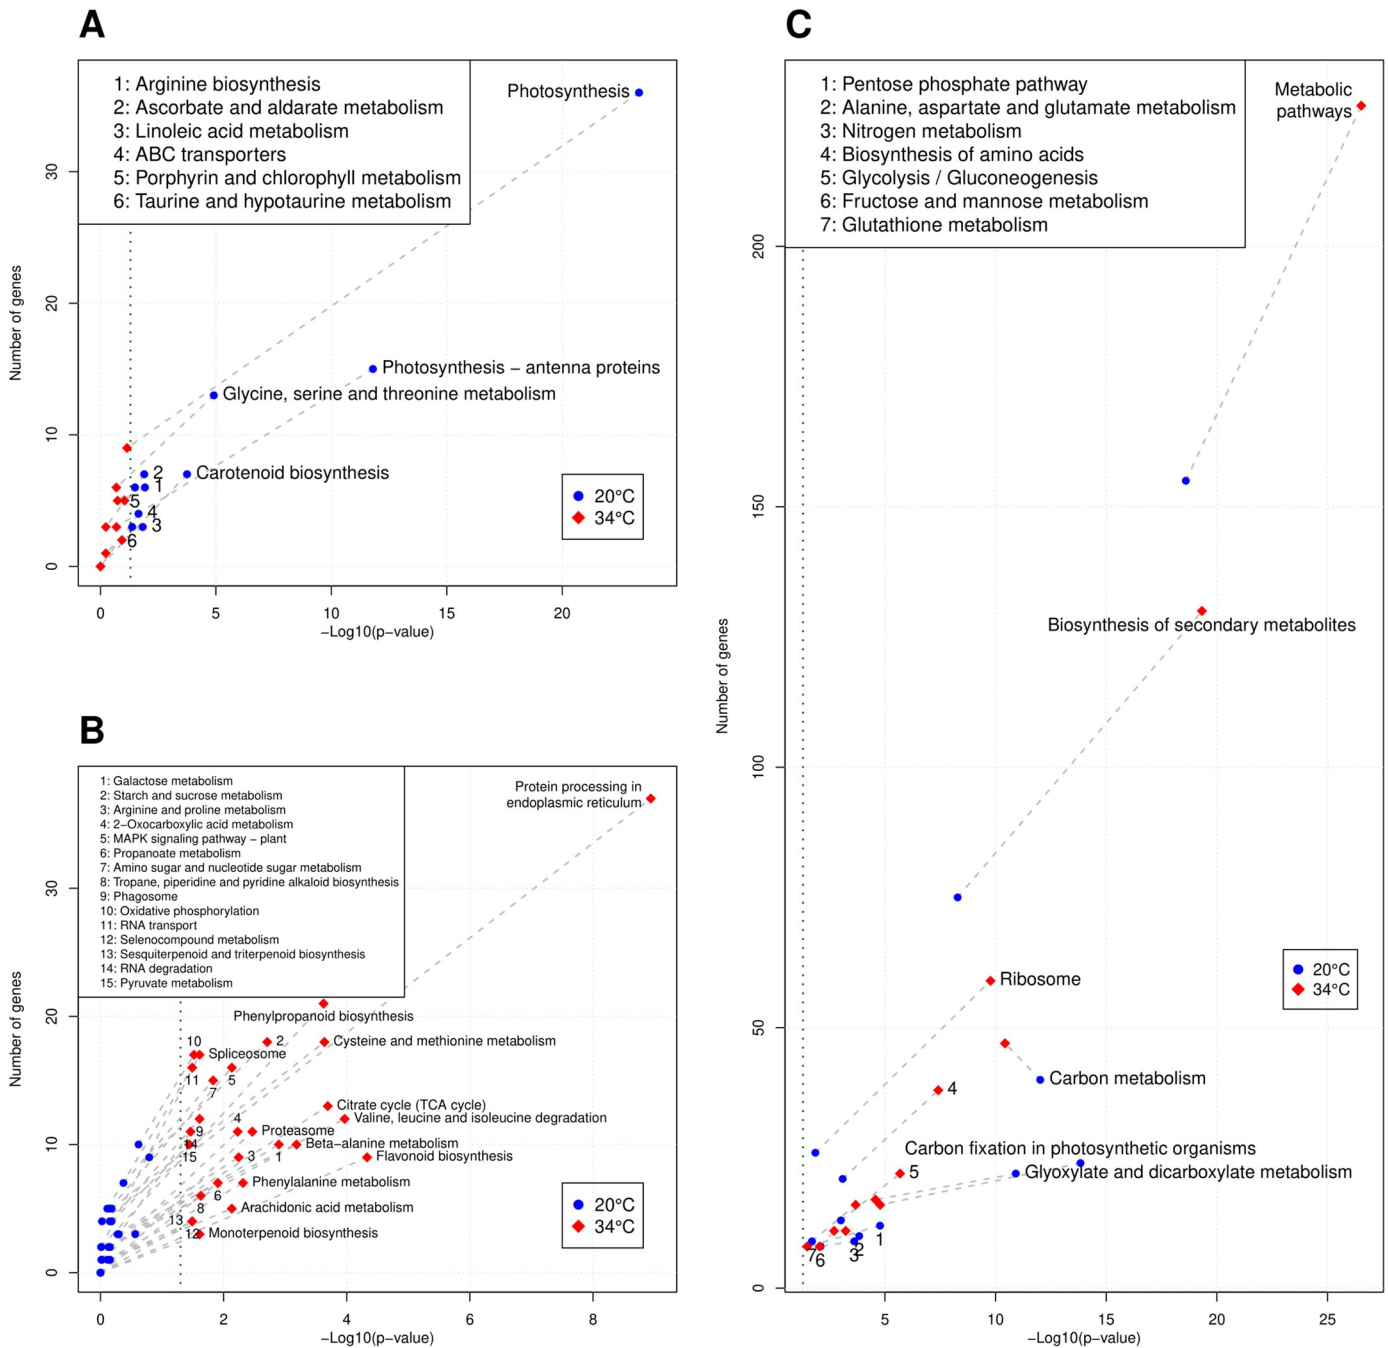 A
1: Arginine biosynthesis
2: Ascorbate and aldarate metabolism
3: Linoleic acid metabolism
4: ABC transporters
5: Porphyrin and chlorophyll metabolism
6: Taurine and hypotaurine metabolism
Photosynthesis
Photosynthesis − antenna proteins
Glycine, serine and threonine metabolism
Carotenoid biosynthesis
2
1
5
4
3
6
20°C
34°C
Number of genes
30
20
10
0
0 5 10 15 20
−Log10(p−value)
B
1: Galactose metabolism
2: Starch and sucrose metabolism
3: Arginine and proline metabolism
4: 2−Oxocarboxylic acid metabolism
5: MAPK signaling pathway − plant
6: Propanoate metabolism
7: Amino sugar and nucleotide sugar metabolism
8: Tropane, piperidine and pyridine alkaloid biosynthesis
9: Phagosome
10: Oxidative phosphorylation
11: RNA transport
12: Selenocompound metabolism
13: Sesquiterpenoid and triterpenoid biosynthesis
14: RNA degradation
15: Pyruvate metabolism
Protein processing in
endoplasmic reticulum
Phenylpropanoid biosynthesis
10
2
Cysteine and methionine metabolism
Spliceosome
11
5
7
Citrate cycle (TCA cycle)
4
Valine, leucine and isoleucine degradation
9
Proteasome
14
Beta−alanine metabolism
15
3
1
Flavonoid biosynthesis
Phenylalanine metabolism
6
8
Arachidonic acid metabolism
13
12
Monoterpenoid biosynthesis
20°C
34°C
Number of genes
30
20
10
0
0 2 4 6 8
−Log10(p−value)
C
1: Pentose phosphate pathway
2: Alanine, aspartate and glutamate metabolism
3: Nitrogen metabolism
4: Biosynthesis of amino acids
5: Glycolysis / Gluconeogenesis
6: Fructose and mannose metabolism
7: Glutathione metabolism
Metabolic
pathways
Biosynthesis of secondary metabolites
Ribosome
Carbon metabolism
4
Carbon fixation in photosynthetic organisms
5
Glyoxylate and dicarboxylate metabolism
1
2
3
7
6
20°C
34°C
Number of genes
200
150
100
50
0
5 10 15 20 25
−Log10(p−value)